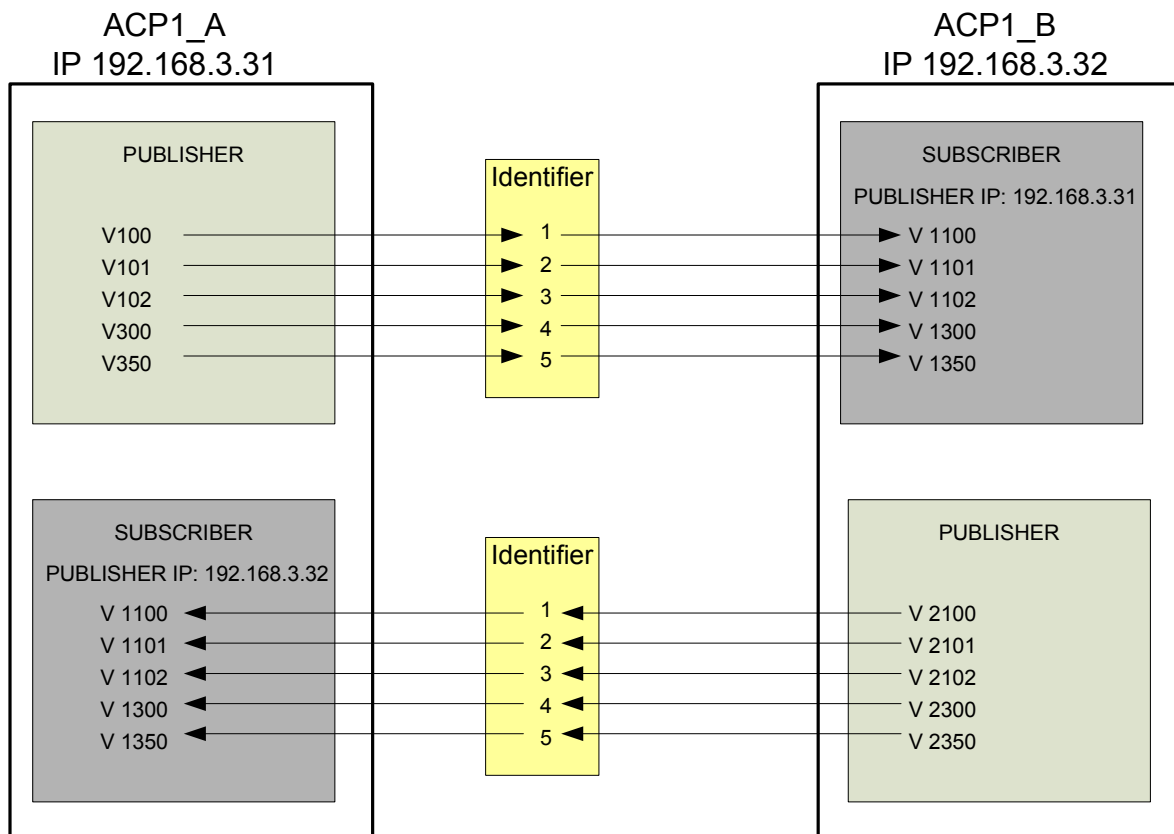 ACP1_A
IP 192.168.3.31
ACP1_B
IP 192.168.3.32
PUBLISHER
V100
V101
V102
V300
V350
Identifier
1
2
3
4
5
SUBSCRIBER
PUBLISHER IP: 192.168.3.31
V 1100
V 1101
V 1102
V 1300
V 1350
SUBSCRIBER
PUBLISHER IP: 192.168.3.32
V 1100
V 1101
V 1102
V 1300
V 1350
Identifier
1
2
3
4
5
PUBLISHER
V 2100
V 2101
V 2102
V 2300
V 2350